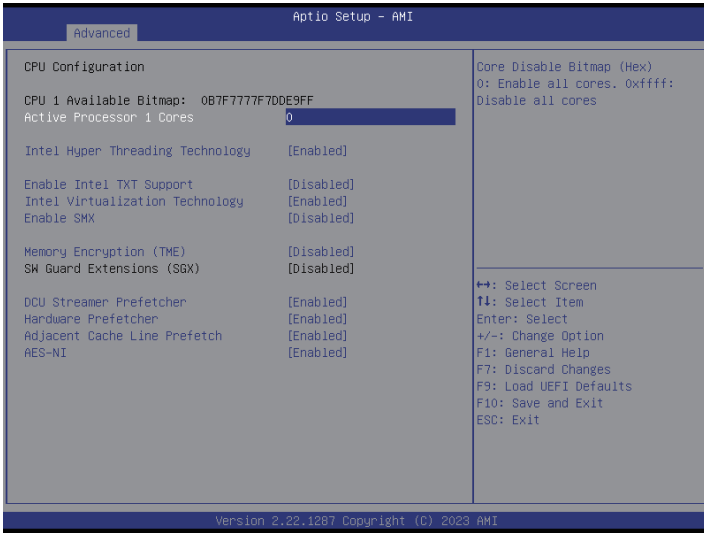 Aptio Setup – AMI
Advanced
CPU Configuration
CPU 1 Available Bitmap: 0B7F7777F7DDE9FF
Active Processor 1 Cores 0
Intel Hyper Threading Technology [Enabled]
Enable Intel TXT Support [Disabled]
Intel Virtualization Technology [Enabled]
Enable SMX [Disabled]
Memory Encryption (TME) [Disabled]
SW Guard Extensions (SGX) [Disabled]
DCU Streamer Prefetcher [Enabled]
Hardware Prefetcher [Enabled]
Adjacent Cache Line Prefetch [Enabled]
AES-NI [Enabled]
Core Disable Bitmap (Hex)
0: Enable all cores. 0xffff:
Disable all cores
↔: Select Screen
↑↓: Select Item
Enter: Select
+/-: Change Option
F1: General Help
F7: Discard Changes
F9: Load UEFI Defaults
F10: Save and Exit
ESC: Exit
Version 2.22.1287 Copyright (C) 2023 AMI